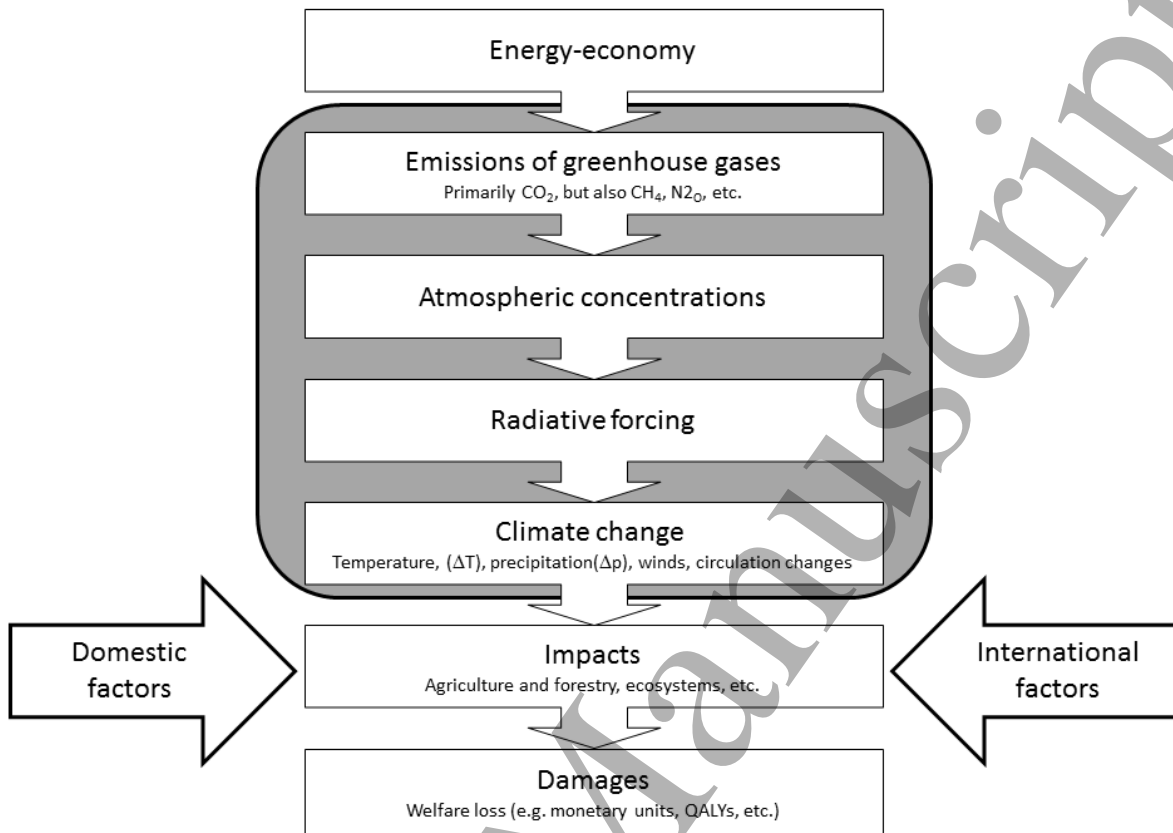 Energy-economy
Emissions of greenhouse gases
Primarily CO₂, but also CH₄, N2₀, etc.
Atmospheric concentrations
Radiative forcing
Climate change
Temperature, (ΔT), precipitation(Δp), winds, circulation changes
Domestic
factors
Impacts
Agriculture and forestry, ecosystems, etc.
International
factors
Damages
Welfare loss (e.g. monetary units, QALYs, etc.)
Manuscrip